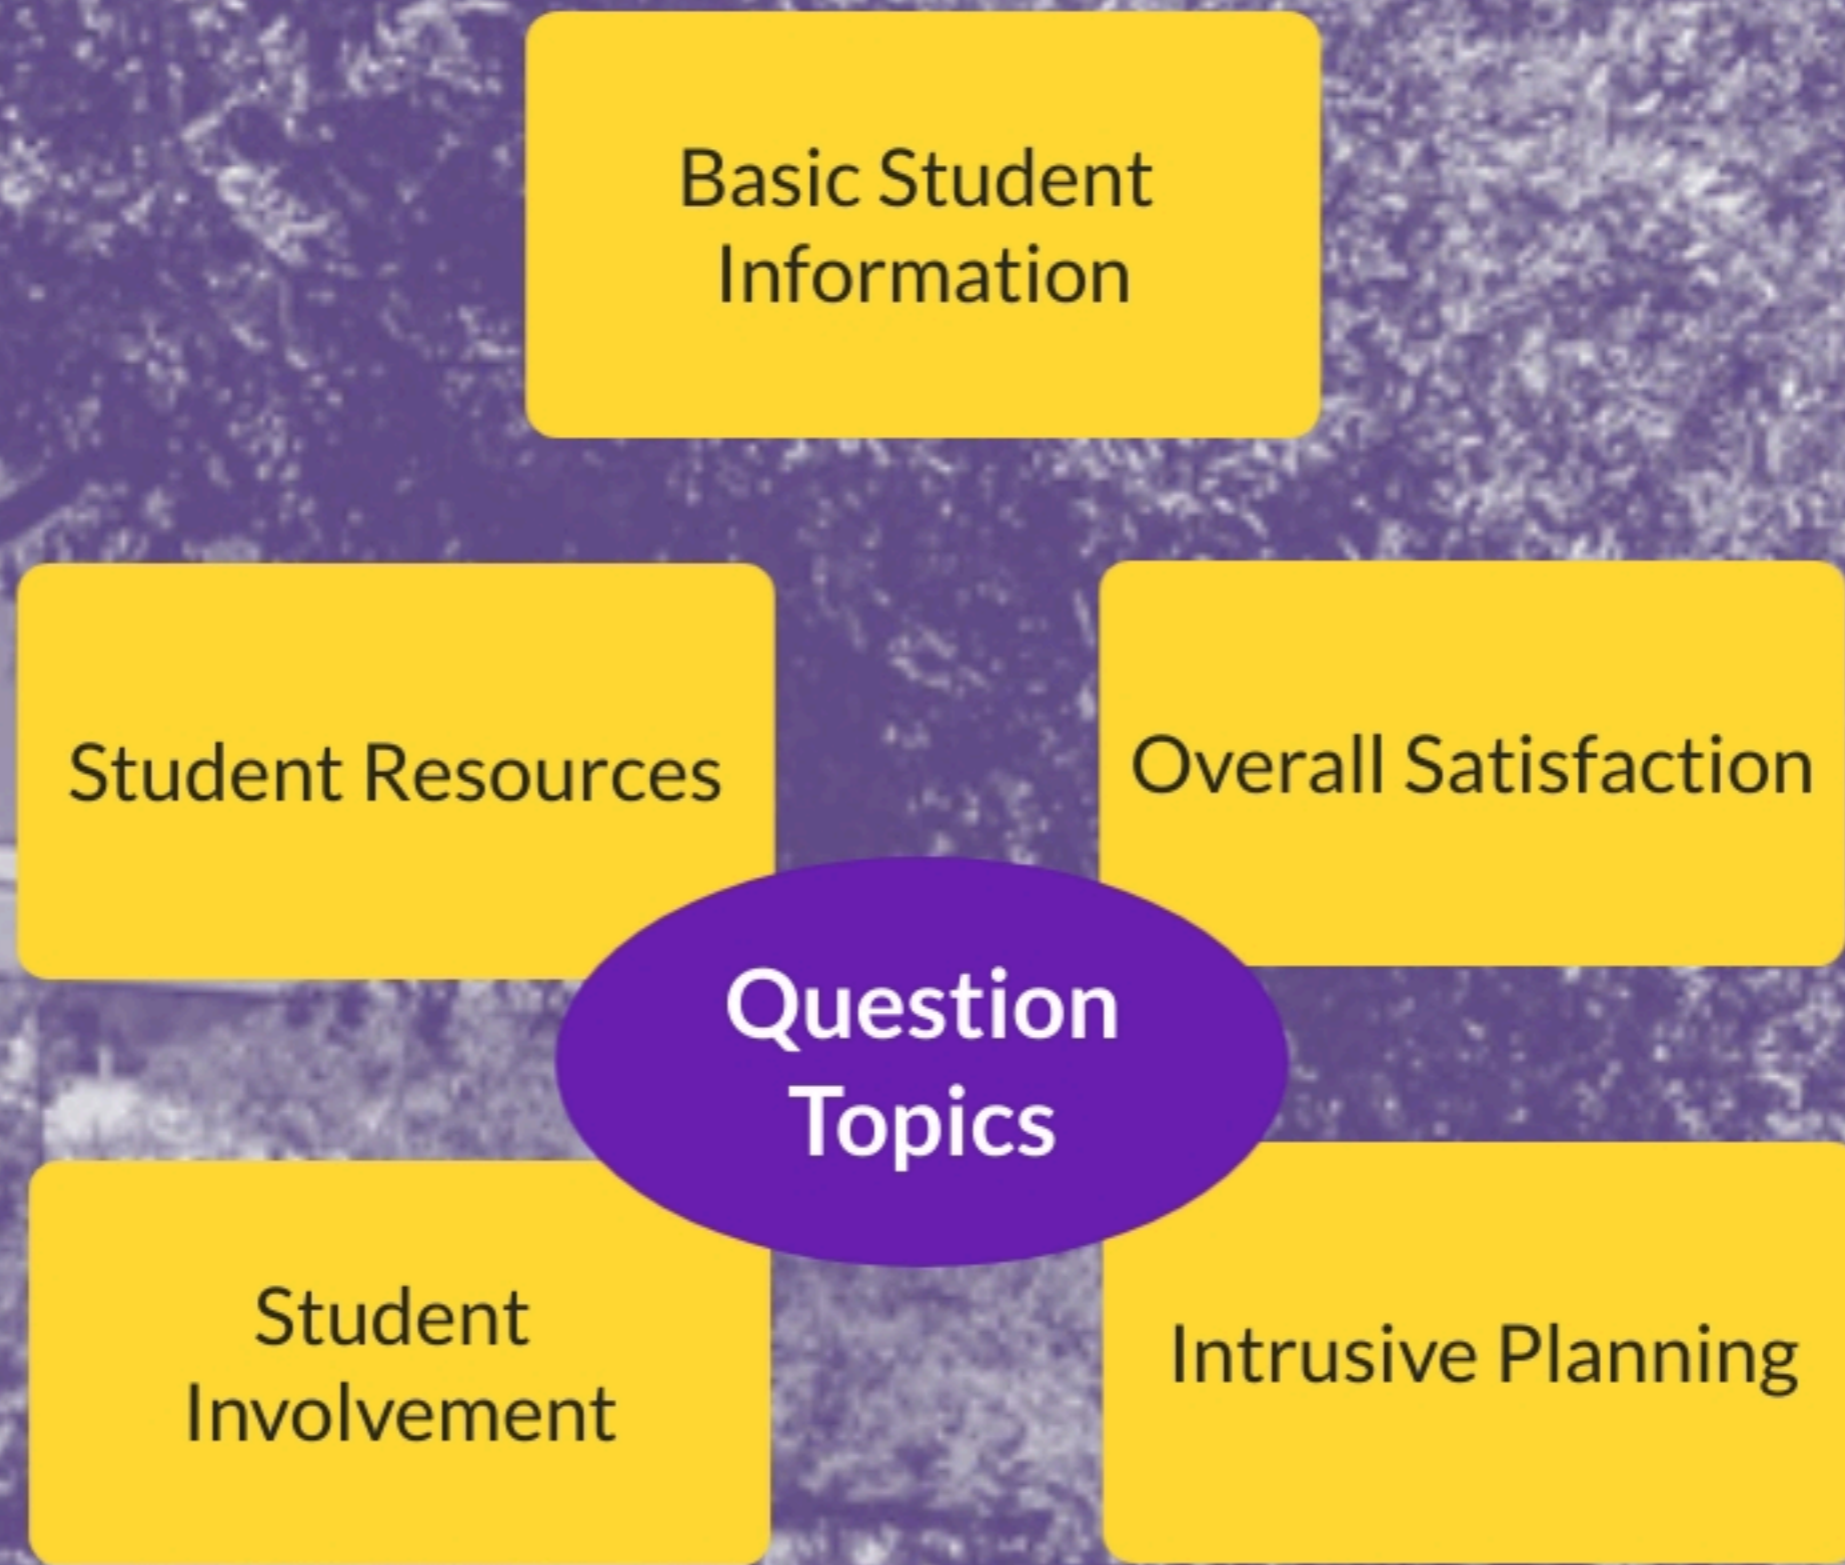 Basic Student
Information
Student Resources
Overall Satisfaction
Question
Topics
Student
Involvement
Intrusive Planning